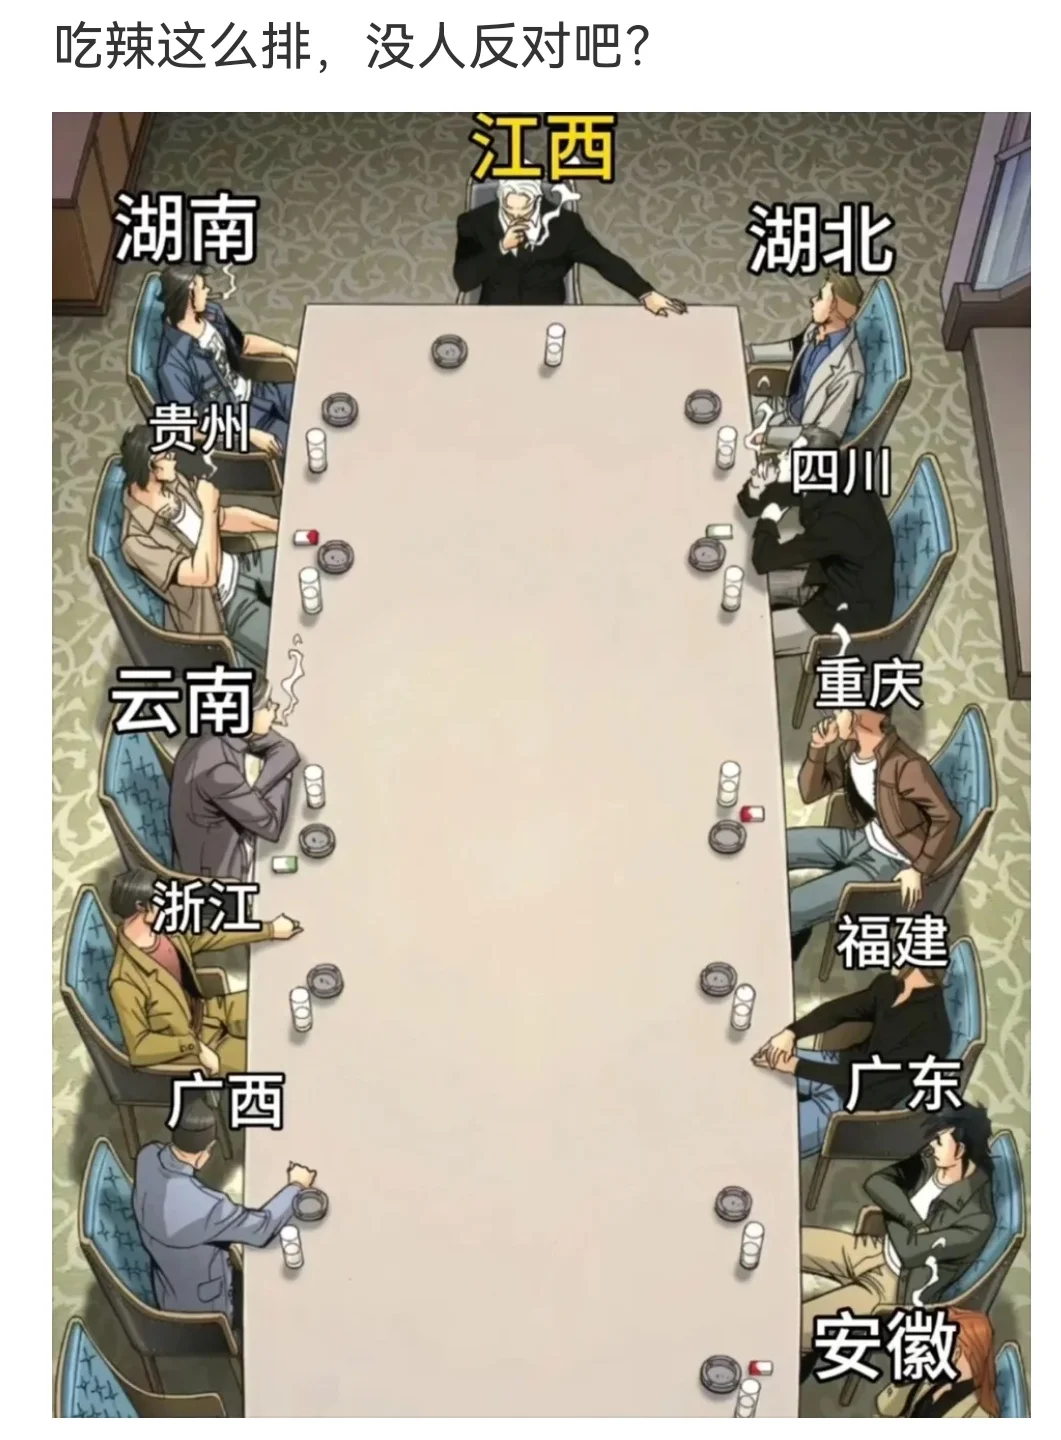 吃辣这么排，没人反对吧？
江西
湖南
湖北
贵州
四川
云南
重庆
浙江
福建
广西
广东
安徽